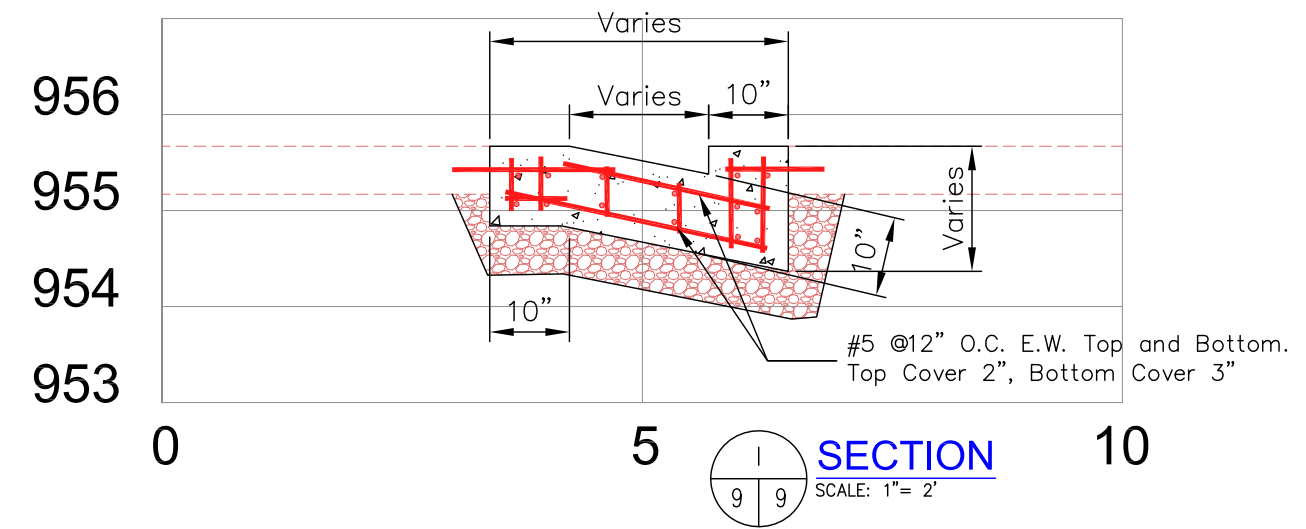 Varies
956
Varies
10”
955
Varies
10”
954
10”
#5 @12” O.C. E.W. Top and Bottom.
Top Cover 2”, Bottom Cover 3”
953
0
5
10
I
SECTION
9
9
SCALE: 1”= 2’